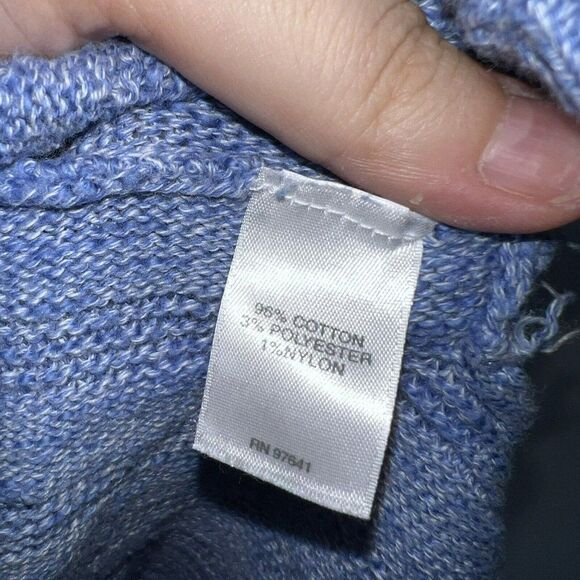 96% COTTON
3% POLYESTER
1% NYLON
RN 97641